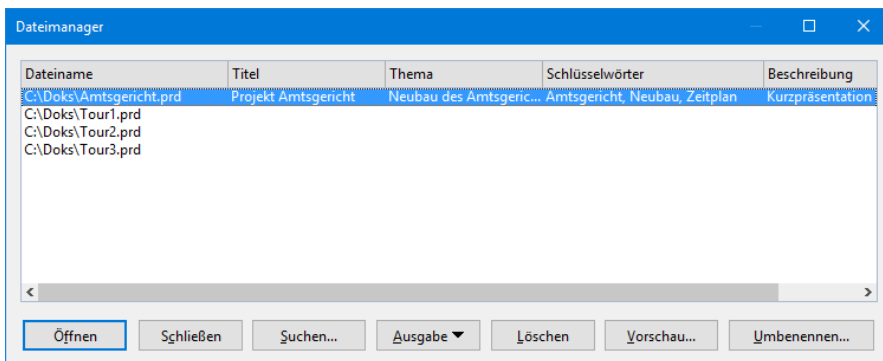 Dateimanager
Dateiname Titel Thema Schlüsselwörter Beschreibung
C:\Doks\Amtsgericht.prd Projekt Amtsgericht Neubau des Amtsgeric... Amtsgericht, Neubau, Zeitplan Kurzpräsentation
C:\Doks\Tour1.prd
C:\Doks\Tour2.prd
C:\Doks\Tour3.prd
Öffnen Schließen Suchen... Ausgabe Löschen Vorschau... Umbenennen...